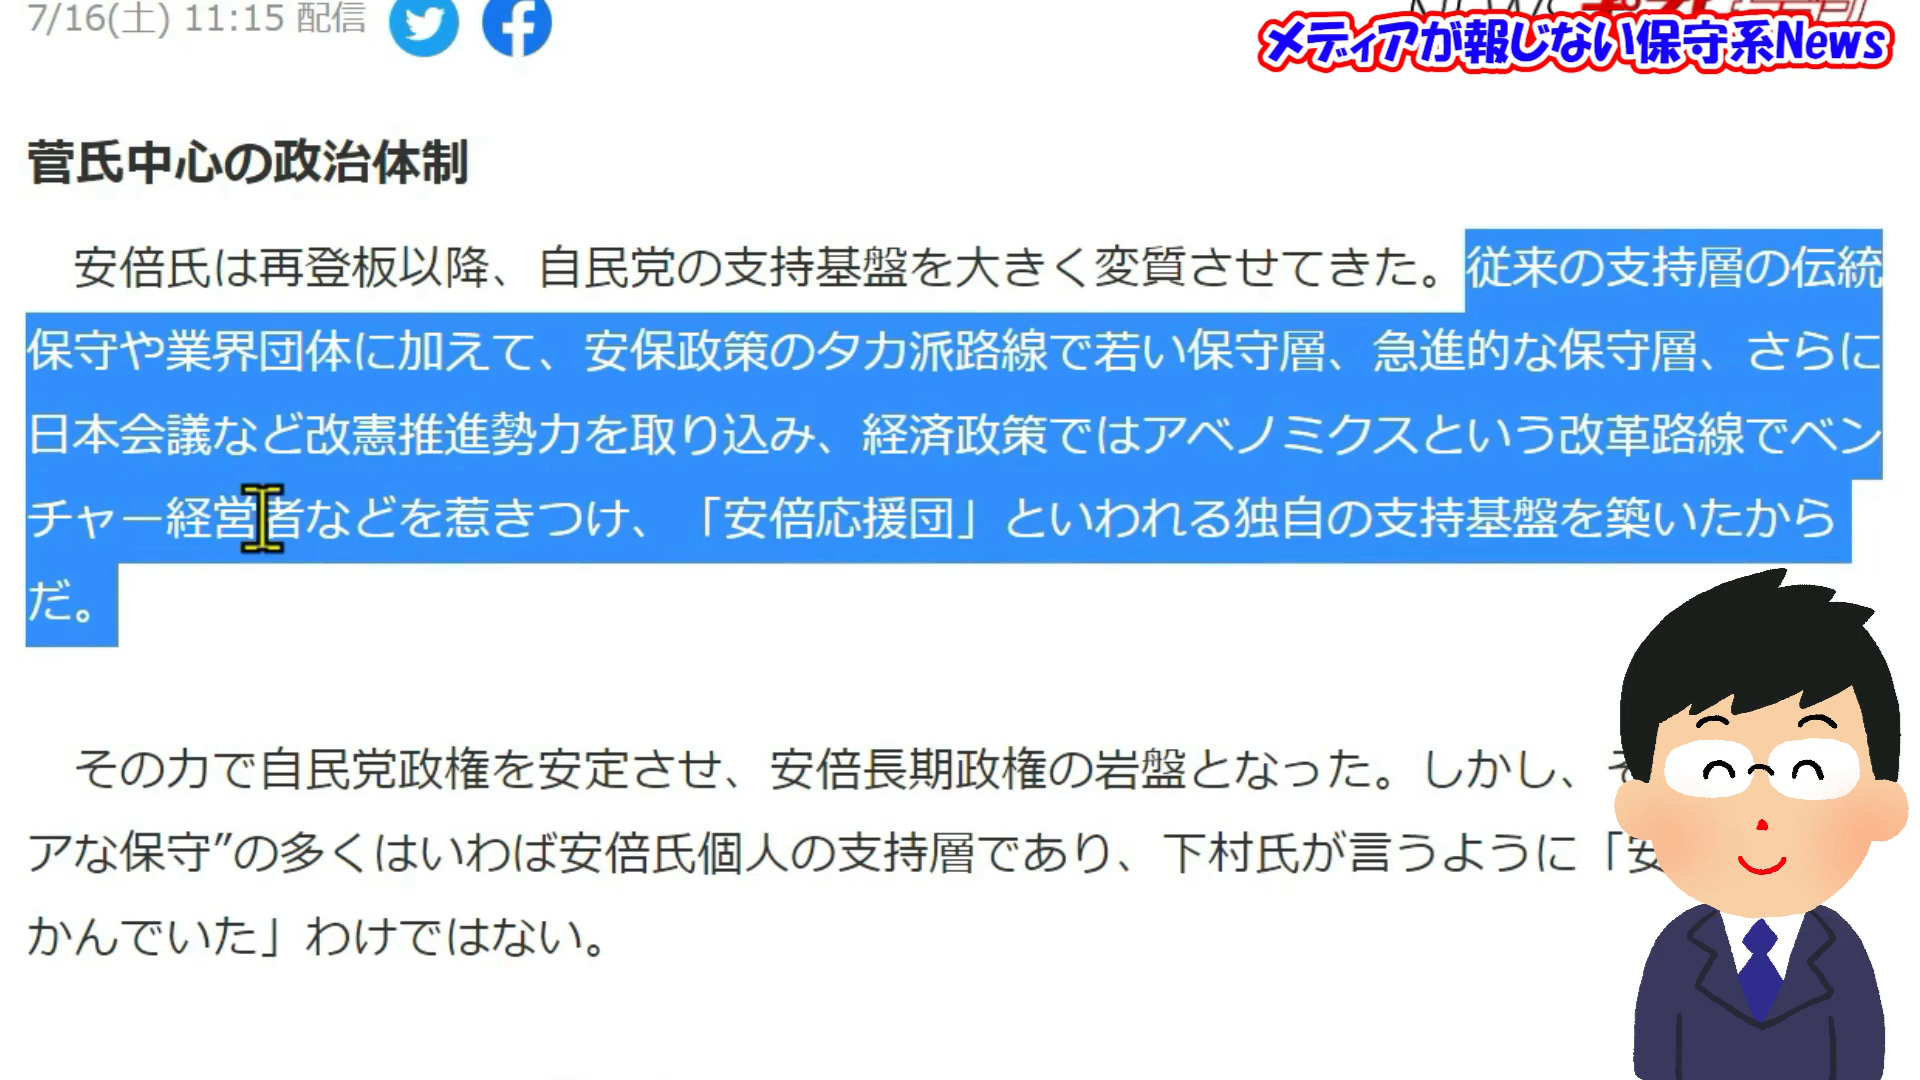 7/16(土) 11:15 配信
メディアが報じない保守系News
菅氏中心の政治体制
安倍氏は再登板以降、自民党の支持基盤を大きく変質させてきた。従来の支持層の伝統
保守や業界団体に加えて、安保政策のタカ派路線で若い保守層、急進的な保守層、さらに
日本会議など改憲推進勢力を取り込み、経済政策ではアベノミクスという改革路線でベン
チャー経営者などを惹きつけ、「安倍応援団」といわれる独自の支持基盤を築いたから
だ。
その力で自民党政権を安定させ、安倍長期政権の岩盤となった。しかし、そ
アな保守”の多くはいわば安倍氏個人の支持層であり、下村氏が言うように「安
かんでいた」わけではない。